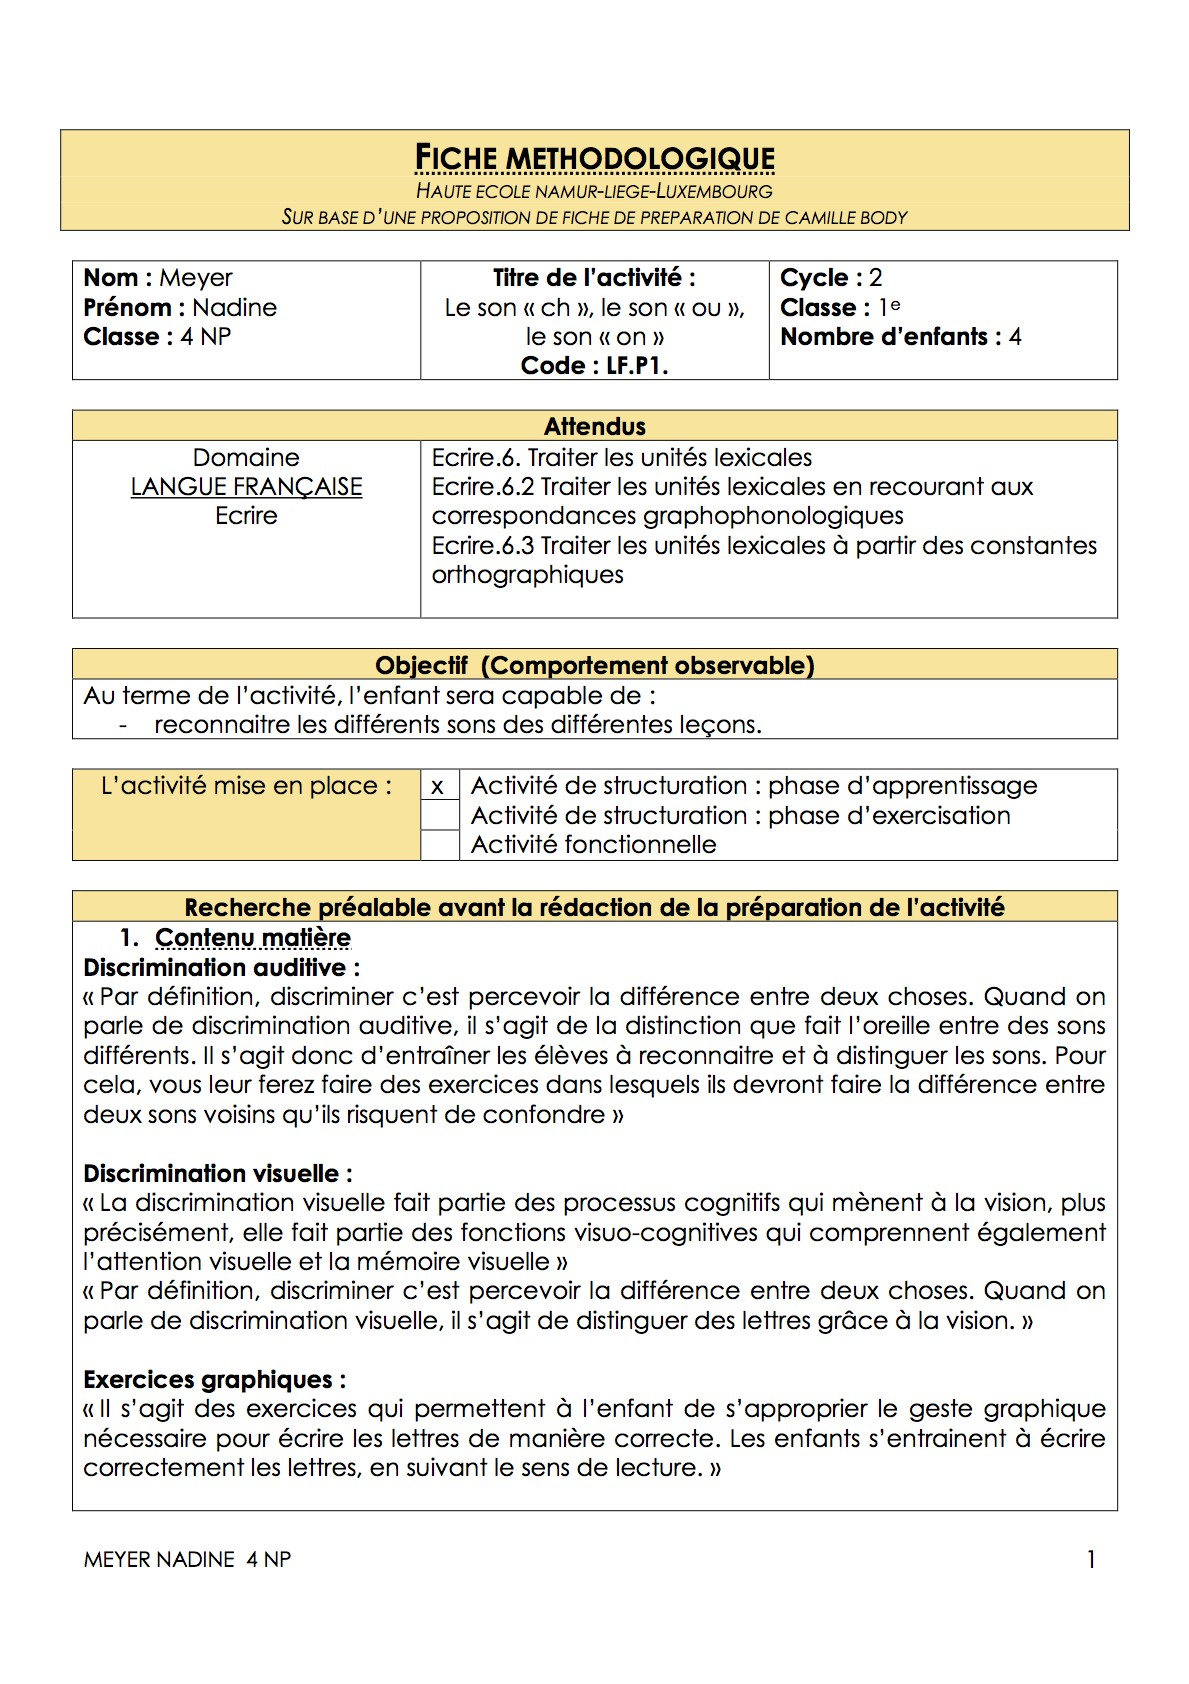 FICHE METHODOLOGIQUE
HAUTE ECOLE NAMUR-LIEGE-LUXEMBOURG
SUR BASE D'UNE PROPOSITION DE FICHE DE PREPARATION DE CAMILLE BODY
Nom : Meyer
Prénom : Nadine
Classe : 4 NP
Titre de l'activité :
Le son « ch », le son « ou »,
le son « on »
Code : LF.P1.
Cycle : 2
Classe : 1e
Nombre d'enfants : 4
Attendus
Domaine
LANGUE FRANÇAISE
Ecrire
Ecrire.6. Traiter les unités lexicales
Ecrire.6.2 Traiter les unités lexicales en recourant aux
correspondances graphophonologiques
Ecrire.6.3 Traiter les unités lexicales à partir des constantes
orthographiques
Objectif (Comportement observable)
Au terme de l'activité, l'enfant sera capable de :
- reconnaitre les différents sons des différentes leçons.
L'activité mise en place :
x Activité de structuration : phase d'apprentissage
Activité de structuration : phase d'exercisation
Activité fonctionnelle
Recherche préalable avant la rédaction de la préparation de l'activité
1. Contenu matière
Discrimination auditive :
« Par définition, discriminer c'est percevoir la différence entre deux choses. Quand on
parle de discrimination auditive, il s'agit de la distinction que fait l'oreille entre des sons
différents. Il s'agit donc d'entraîner les élèves à reconnaitre et à distinguer les sons. Pour
cela, vous leur ferez faire des exercices dans lesquels ils devront faire la différence entre
deux sons voisins qu'ils risquent de confondre »
Discrimination visuelle :
« La discrimination visuelle fait partie des processus cognitifs qui mènent à la vision, plus
précisément, elle fait partie des fonctions visuo-cognitives qui comprennent également
l'attention visuelle et la mémoire visuelle »
« Par définition, discriminer c'est percevoir la différence entre deux choses. Quand on
parle de discrimination visuelle, il s'agit de distinguer des lettres grâce à la vision. »
Exercices graphiques :
« Il s'agit des exercices qui permettent à l'enfant de s'approprier le geste graphique
nécessaire pour écrire les lettres de manière correcte. Les enfants s'entrainent à écrire
correctement les lettres, en suivant le sens de lecture. »
MEYER NADINE 4 NP
1